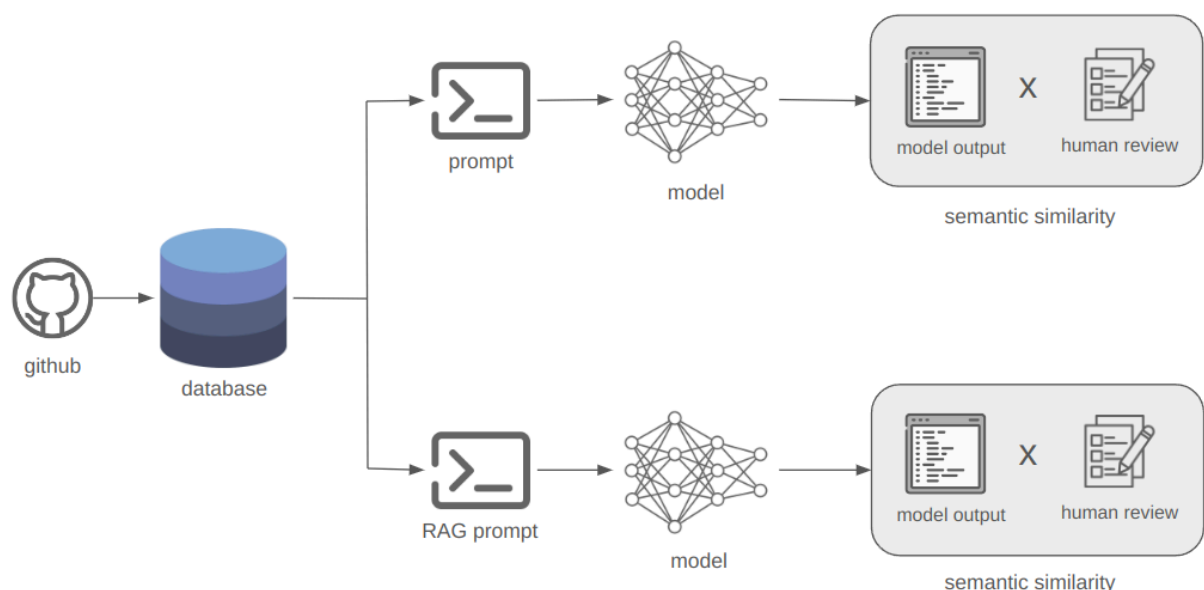 prompt
model
model output
X
human review
semantic similarity
github
database
RAG prompt
model
model output
X
human review
semantic similarity